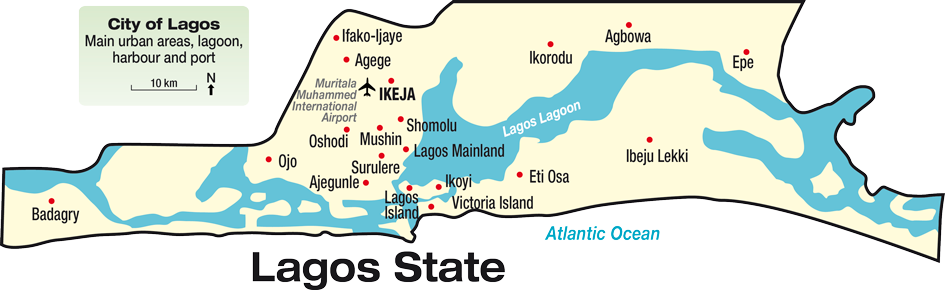 City of Lagos
Main urban areas, lagoon,
harbour and port
10 km
N
Ifako-Ijaye
Agege
Muritala
Muhammed
International
Airport
IKEJA
Ikorodu
Agbowa
Epe
Lagos Lagoon
Shomolu
Oshodi
Mushin
Lagos Mainland
Ojo
Surulere
Ibeju Lekki
Ajegunle
Ikoyi
Eti Osa
Lagos
Island
Victoria Island
Badagry
Atlantic Ocean
Lagos State